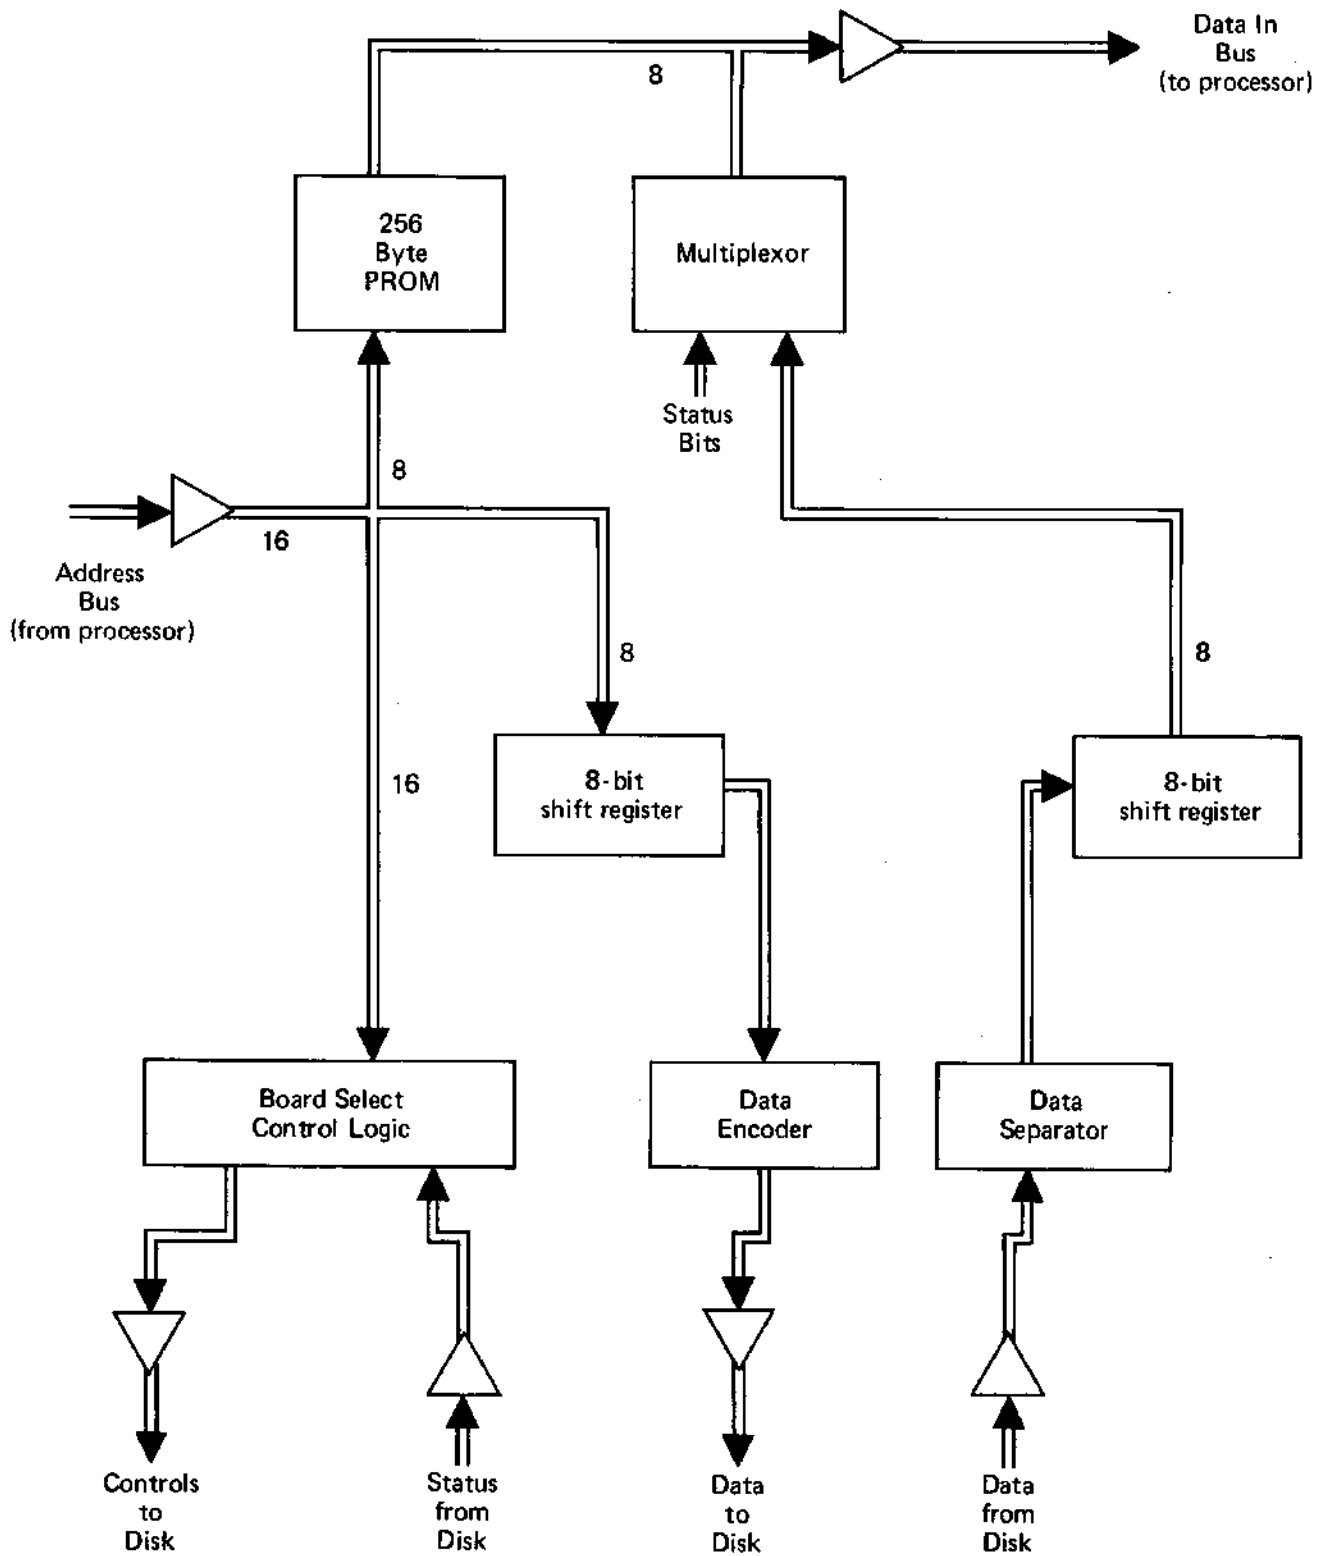 Data In
Bus
(to processor)
8
256
Byte
PROM
Multiplexor
Status
Bits
8
16
Address
Bus
(from processor)
8
8
16
8-bit
shift register
8-bit
shift register
Board Select
Control Logic
Data
Encoder
Data
Separator
Controls
to
Disk
Status
from
Disk
Data
to
Disk
Data
from
Disk